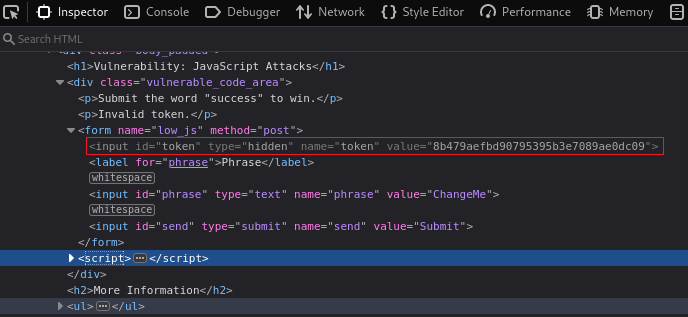 Inspector Console Debugger Network Style Editor Performance Memory
Search HTML
<div class="body_padded">
<h1>Vulnerability: JavaScript Attacks</h1>
<div class="vulnerable_code_area">
<p>Submit the word "success" to win.</p>
<p>Invalid token.</p>
<form name="low_js" method="post">
<input id="token" type="hidden" name="token" value="8b479aefbd90795395b3e7089ae0dc09">
<label for="phrase">Phrase</label>
whitespace
<input id="phrase" type="text" name="phrase" value="ChangeMe">
whitespace
<input id="send" type="submit" name="send" value="Submit">
</form>
<script>…</script>
</div>
<h2>More Information</h2>
<ul>…</ul>